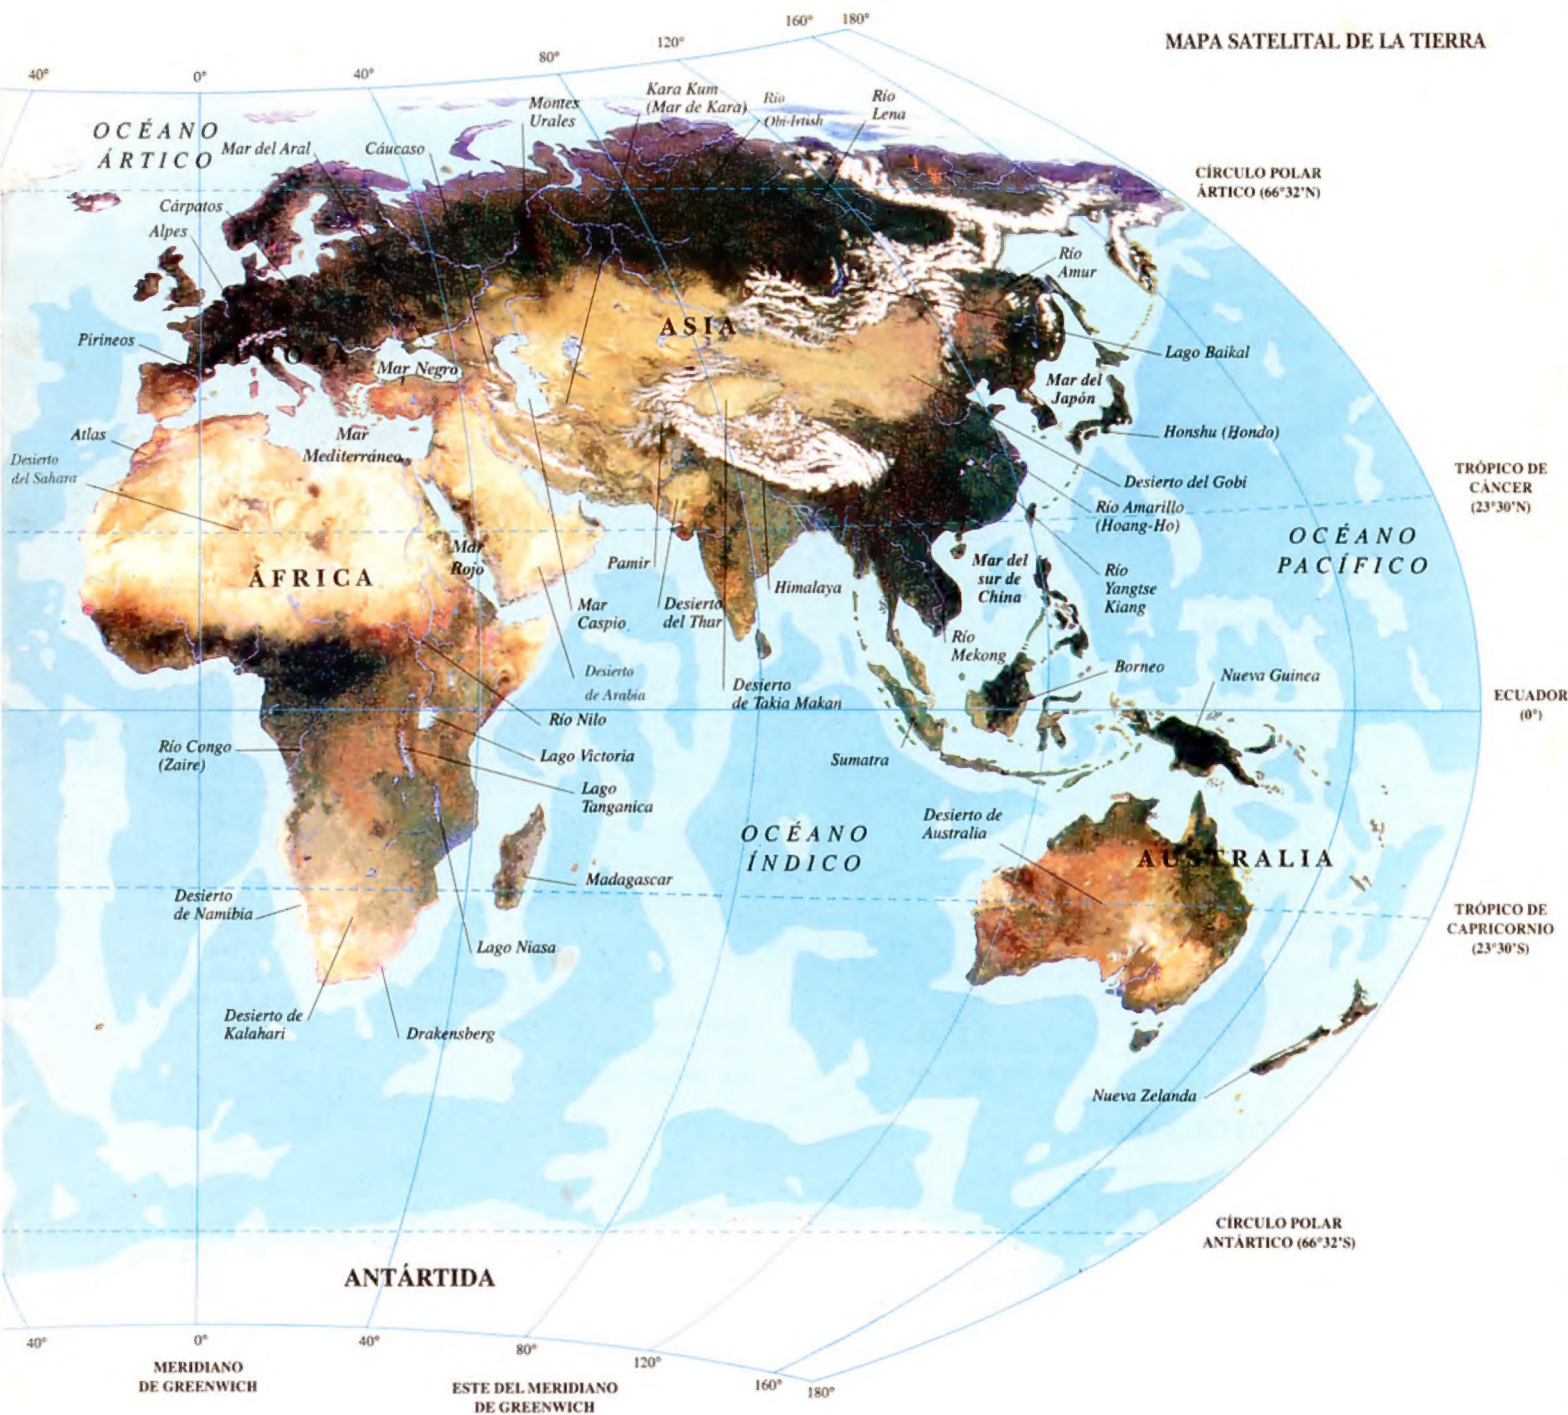 MAPA SATELITAL DE LA TIERRA
40°
0°
40°
80°
120°
160°
180°
OCÉANO
ÁRTICO
Mar del Aral
Cáucaso
Montes
Urales
Kara Kum
(Mar de Kara)
Río
Obi-Irtish
Río
Lena
CÍRCULO POLAR
ÁRTICO (66°32'N)
Cárpatos
Alpes
Pirineos
ASIA
Río
Amur
Lago Baikal
Mar Negro
Mar del
Japón
Honshu (Hondo)
Atlas
Mar
Mediterráneo
Desierto
del Sahara
Desierto del Gobi
Río Amarillo
(Hoang-Ho)
TRÓPICO DE
CÁNCER
(23°30'N)
OCÉANO
PACÍFICO
ÁFRICA
Mar
Rojo
Pamir
Himalaya
Mar del
sur de
China
Río
Yangtse
Kiang
Mar
Caspio
Desierto
del Thur
Río
Mekong
Desierto
de Arabia
Desierto
de Takia Makan
Borneo
Nueva Guinea
ECUADOR
(0°)
Río Nilo
Río Congo
(Zaire)
Lago Victoria
Sumatra
Lago
Tanganica
OCÉANO
ÍNDICO
Desierto de
Australia
AUSTRALIA
Madagascar
Desierto
de Namibia
Lago Niasa
TRÓPICO DE
CAPRICORNIO
(23°30'S)
Desierto de
Kalahari
Drakensberg
Nueva Zelanda
CÍRCULO POLAR
ANTÁRTICO (66°32'S)
ANTÁRTIDA
40°
0°
40°
80°
120°
160°
180°
MERIDIANO
DE GREENWICH
ESTE DEL MERIDIANO
DE GREENWICH